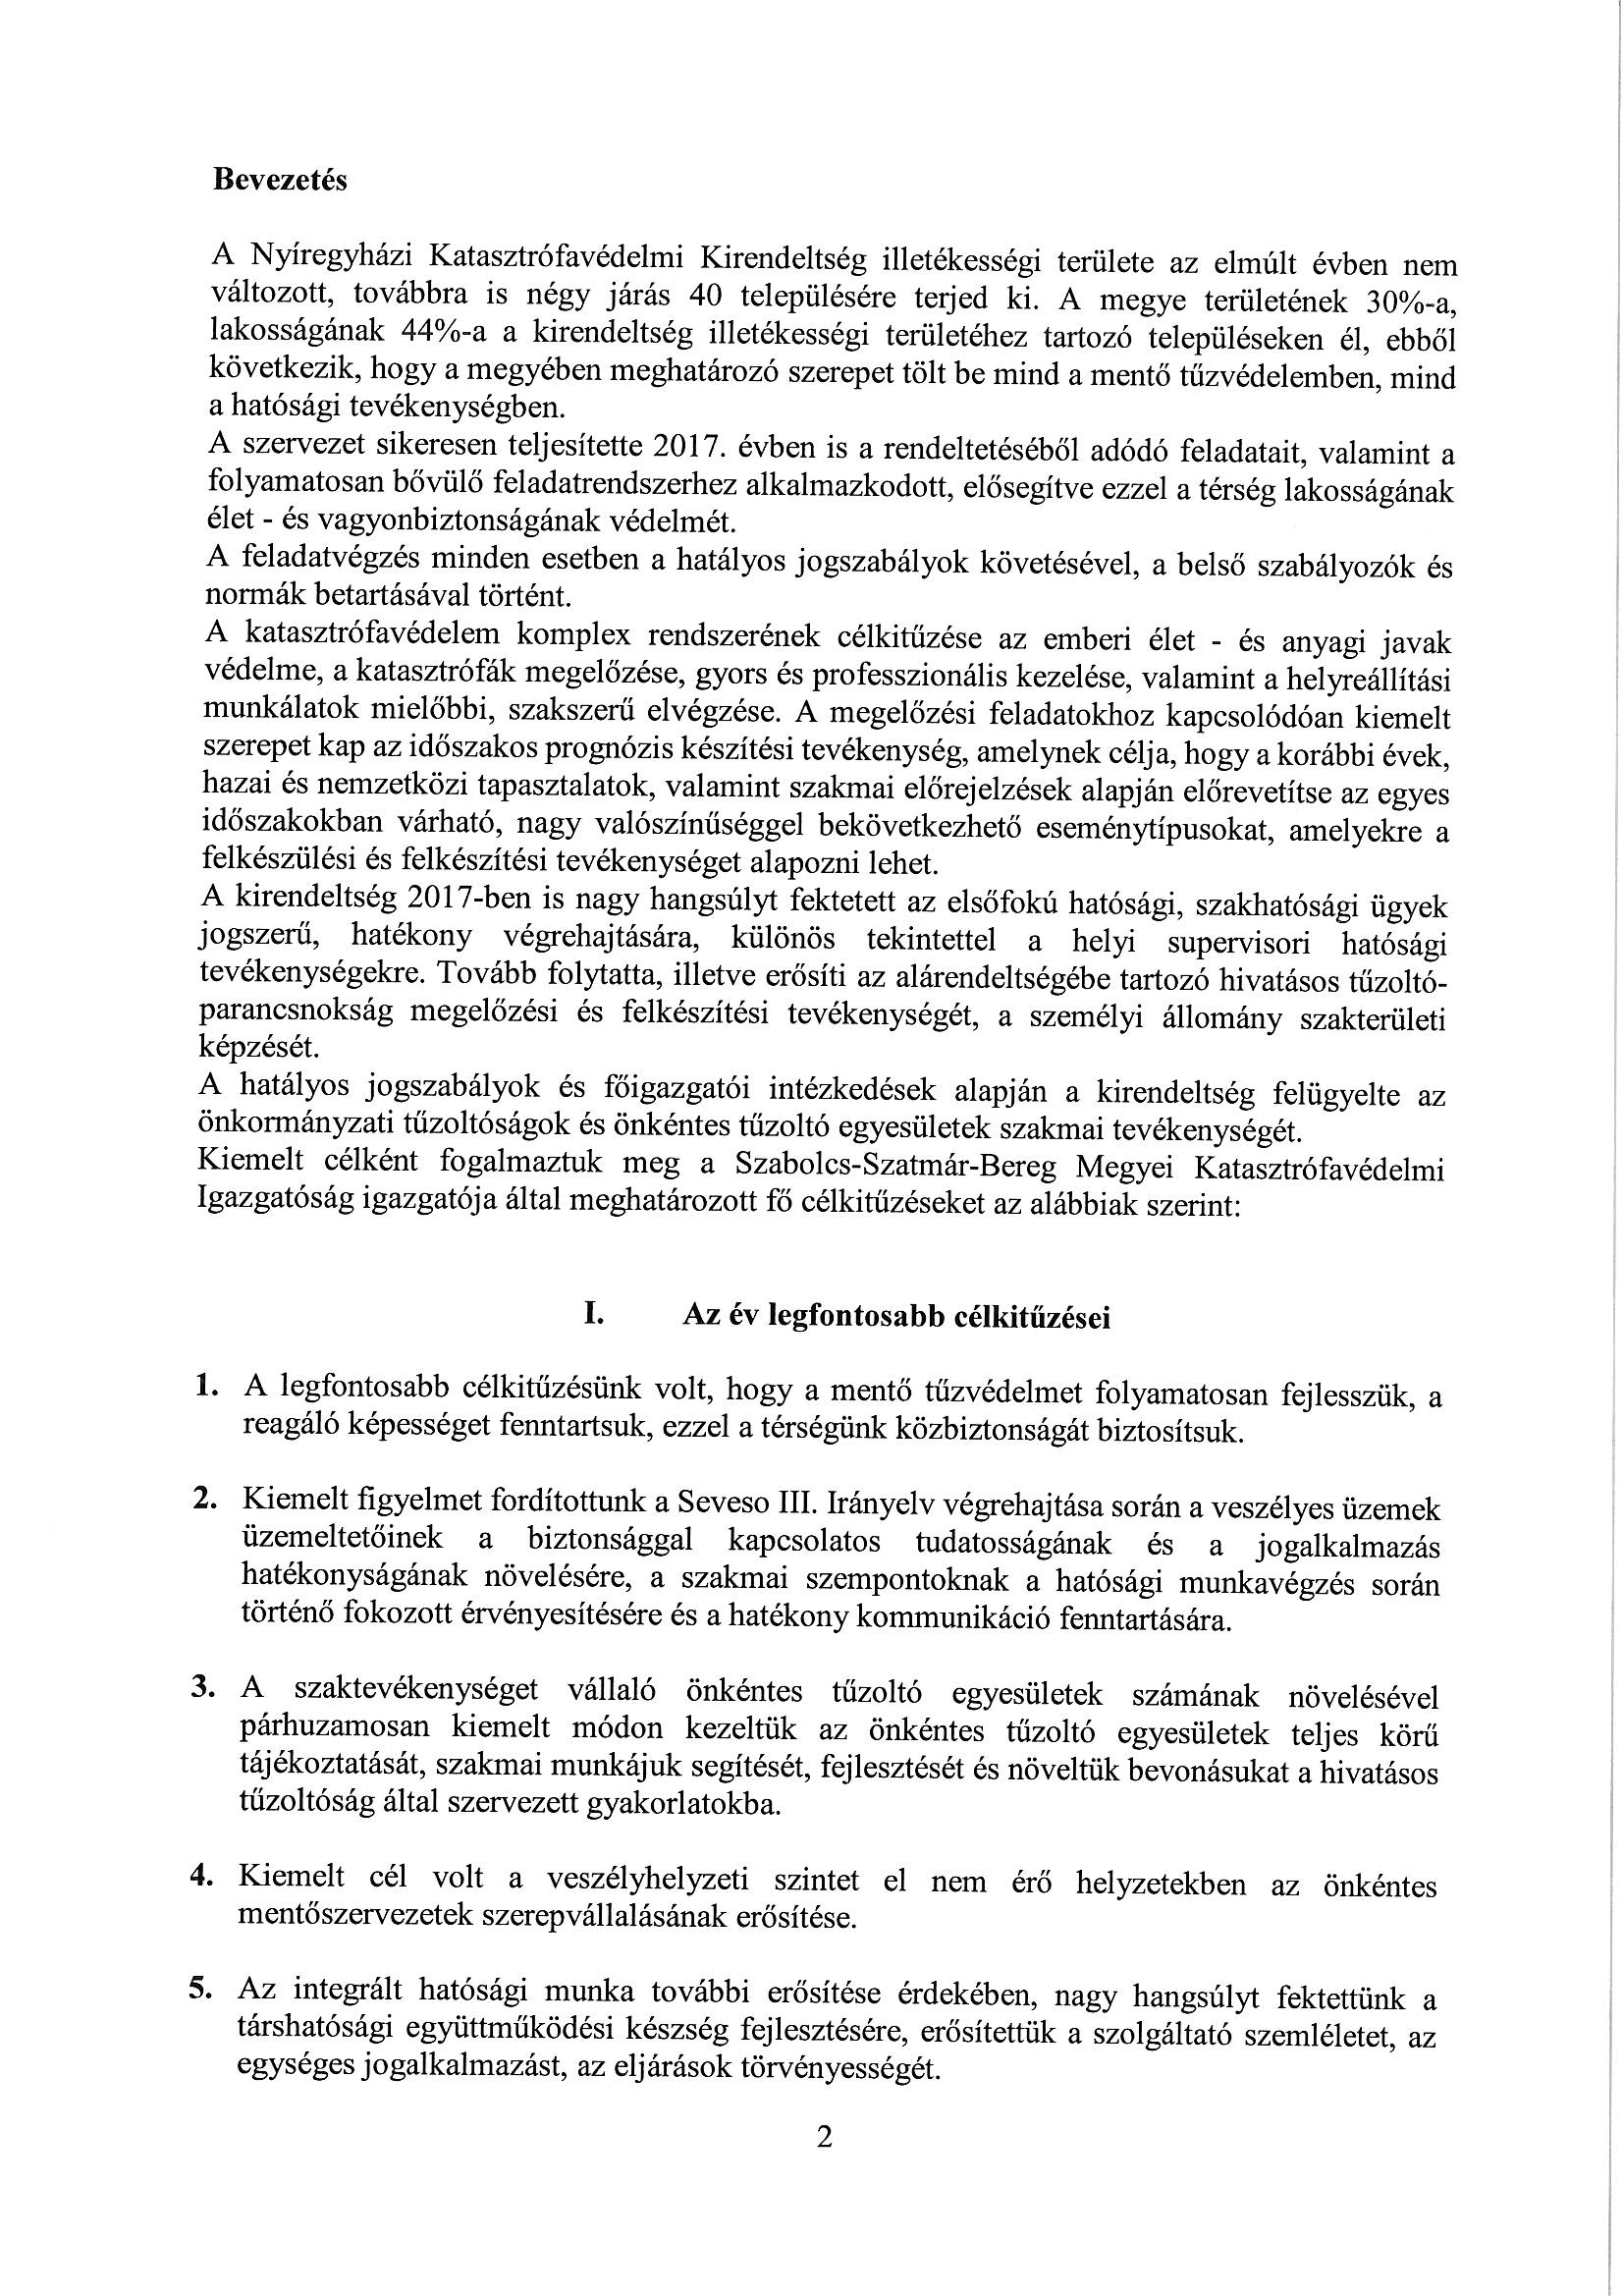 Bevezetés
A Nyíregyházi Katasztrófavédelmi Kirendeltség illetékességi területe az elmúlt évben nem
változott, továbbra is négy járás 40 településére terjed ki. A megye területének 30%-a,
lakosságának 44%-a a kirendeltség illetékességi területéhez tartozó településeken él, ebből
következik, hogy a megyében meghatározó szerepet tölt be mind a mentő tűzvédelemben, mind
a hatósági tevékenységben.
A szervezet sikeresen teljesítette 2017. évben is a rendeltetéséből adódó feladatait, valamint a
folyamatosan bővülő feladatrendszerhez alkalmazkodott, elősegítve ezzel a térség lakosságának
élet - és vagyonbiztonságának védelmét.
A feladatvégzés minden esetben a hatályos jogszabályok követésével, a belső szabályozók és
normák betartásával történt.
A katasztrófavédelem komplex rendszerének célkitűzése az emberi élet - és anyagi javak
védelme, a katasztrófák megelőzése, gyors és professzionális kezelése, valamint a helyreállítási
munkálatok mielőbbi, szakszerű elvégzése. A megelőzési feladatokhoz kapcsolódóan kiemelt
szerepet kap az időszakos prognózis készítési tevékenység, amelynek célja, hogy a korábbi évek,
hazai és nemzetközi tapasztalatok, valamint szakmai előrejelzések alapján előrevetítse az egyes
időszakokban várható, nagy valószínűséggel bekövetkezhető eseménytípusokat, amelyekre a
felkészülési és felkészítési tevékenységet alapozni lehet.
A kirendeltség 2017-ben is nagy hangsúlyt fektetett az elsőfokú hatósági, szakhatósági ügyek
jogszerű, hatékony végrehajtására, különös tekintettel a helyi supervisori hatósági
tevékenységekre. Tovább folytatta, illetve erősíti az alárendeltségébe tartozó hivatásos tűzoltó-
parancsnokság megelőzési és felkészítési tevékenységét, a személyi állomány szakterületi
képzését.
A hatályos jogszabályok és főigazgatói intézkedések alapján a kirendeltség felügyelte az
önkormányzati tűzoltóságok és önkéntes tűzoltó egyesületek szakmai tevékenységét.
Kiemelt célként fogalmaztuk meg a Szabolcs-Szatmár-Bereg Megyei Katasztrófavédelmi
Igazgatóság igazgatója által meghatározott fő célkitűzéseket az alábbiak szerint:
I. Az év legfontosabb célkitűzései
1. A legfontosabb célkitűzésünk volt, hogy a mentő tűzvédelmet folyamatosan fejlesszük, a
reagáló képességet fenntartsuk, ezzel a térségünk közbiztonságát biztosítsuk.
2. Kiemelt figyelmet fordítottunk a Seveso III. Irányelv végrehajtása során a veszélyes üzemek
üzemeltetőinek a biztonsággal kapcsolatos tudatosságának és a jogalkalmazás
hatékonyságának növelésére, a szakmai szempontoknak a hatósági munkavégzés során
történő fokozott érvényesítésére és a hatékony kommunikáció fenntartására.
3. A szaktevékenységet vállaló önkéntes tűzoltó egyesületek számának növelésével
párhuzamosan kiemelt módon kezeltük az önkéntes tűzoltó egyesületek teljes körű
tájékoztatását, szakmai munkájuk segítését, fejlesztését és növeltük bevonásukat a hivatásos
tűzoltóság által szervezett gyakorlatokba.
4. Kiemelt cél volt a veszélyhelyzeti szintet el nem érő helyzetekben az önkéntes
mentőszervezetek szerepvállalásának erősítése.
5. Az integrált hatósági munka további erősítése érdekében, nagy hangsúlyt fektettünk a
társhatósági együttműködési készség fejlesztésére, erősítettük a szolgáltató szemléletet, az
egységes jogalkalmazást, az eljárások törvényességét.
2